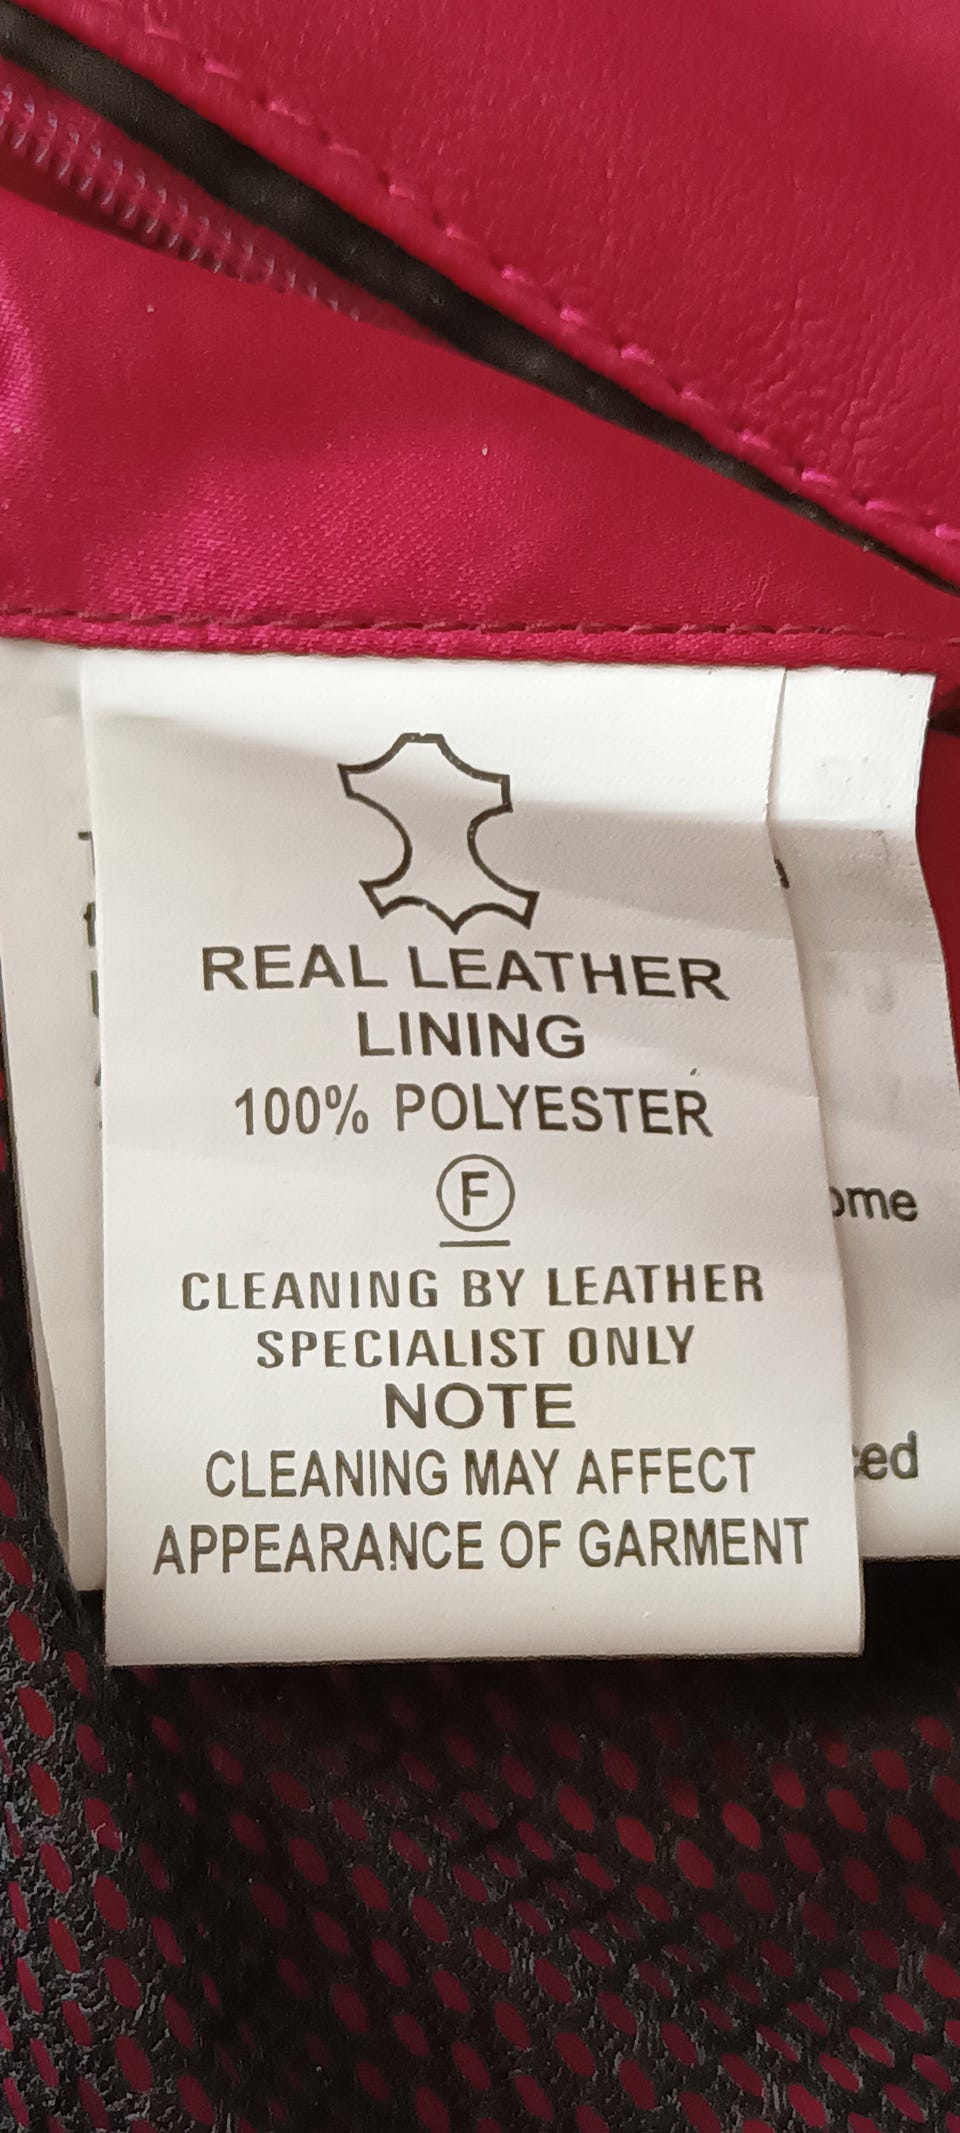 REAL LEATHER
LINING
100% POLYESTER
F
CLEANING BY LEATHER
SPECIALIST ONLY
NOTE
CLEANING MAY AFFECT
APPEARANCE OF GARMENT